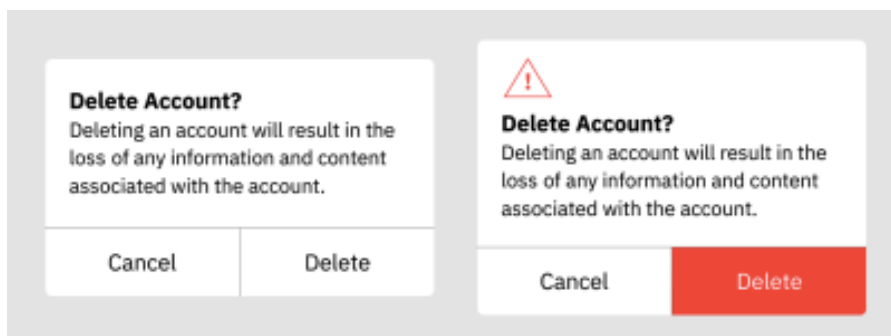 Delete Account?
Deleting an account will result in the
loss of any information and content
associated with the account.
Cancel
Delete
!
Delete Account?
Deleting an account will result in the
loss of any information and content
associated with the account.
Cancel
Delete